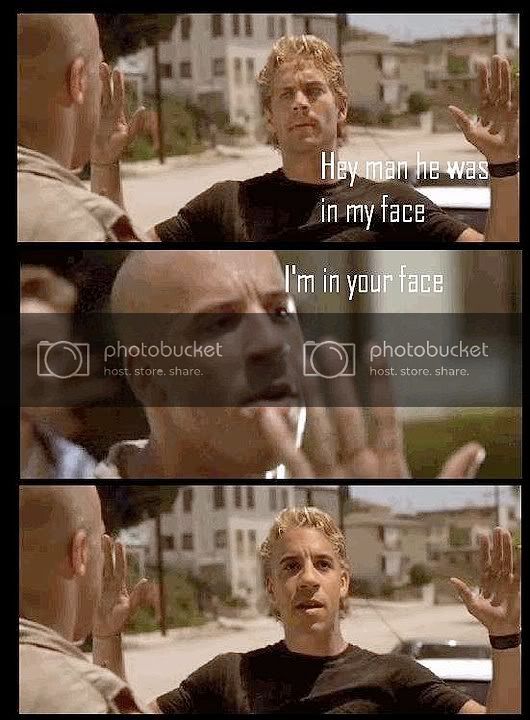 Hey man he was
in my face
I'm in your face
photobucket
host. store. share.
photobucket
host. store. share.